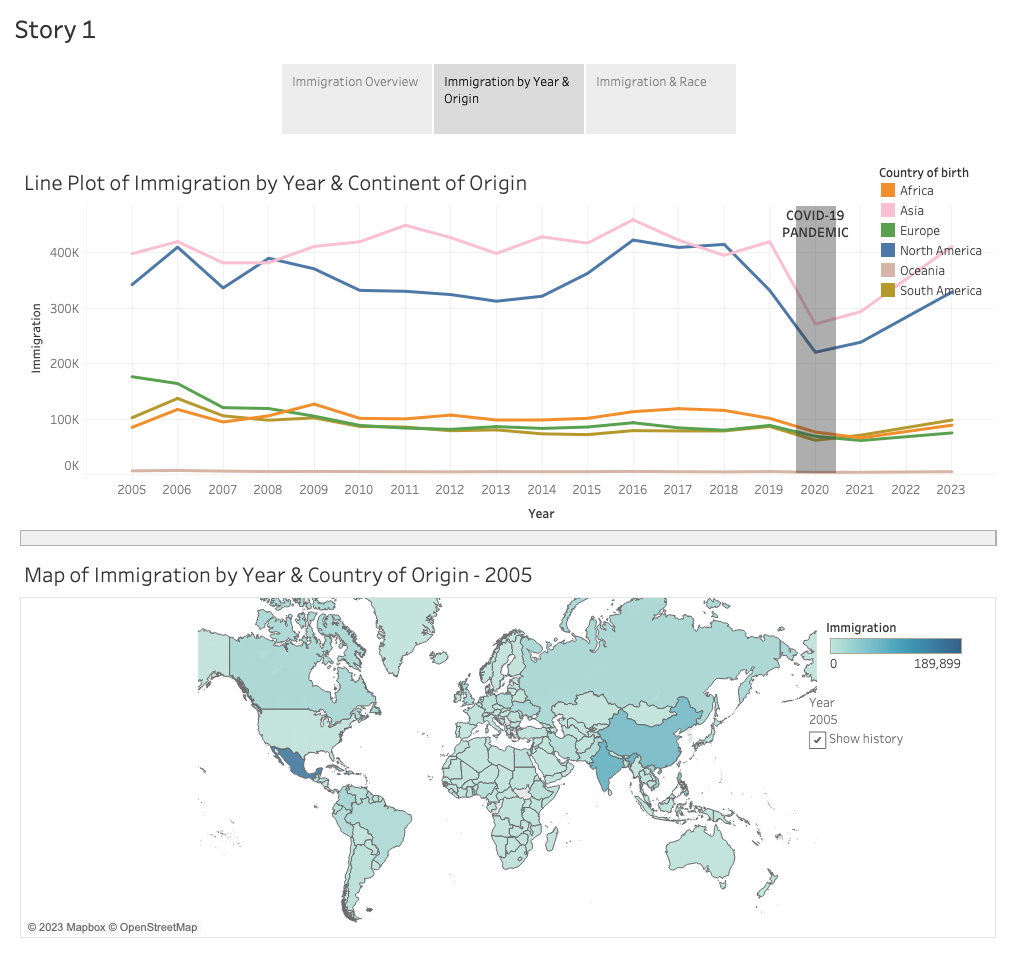 Story 1
Immigration Overview
Immigration by Year &
Origin
Immigration & Race
Line Plot of Immigration by Year & Continent of Origin
Country of birth
Africa
Asia
Europe
North America
Oceania
South America
COVID-19
PANDEMIC
Immigration
400K
300K
200K
100K
0K
2005 2006 2007 2008 2009 2010 2011 2012 2013 2014 2015 2016 2017 2018 2019 2020 2021 2022 2023
Year
Map of Immigration by Year & Country of Origin - 2005
Immigration
0 189,899
Year
2005
Show history
© 2023 Mapbox © OpenStreetMap